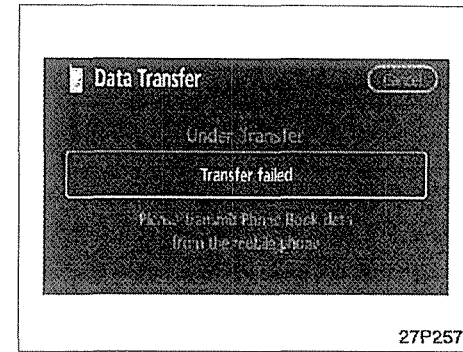 Data Transfer
Cancel
Under Transfer
Transfer failed
Please transmit Phone Book data
from the mobile phone
27P257